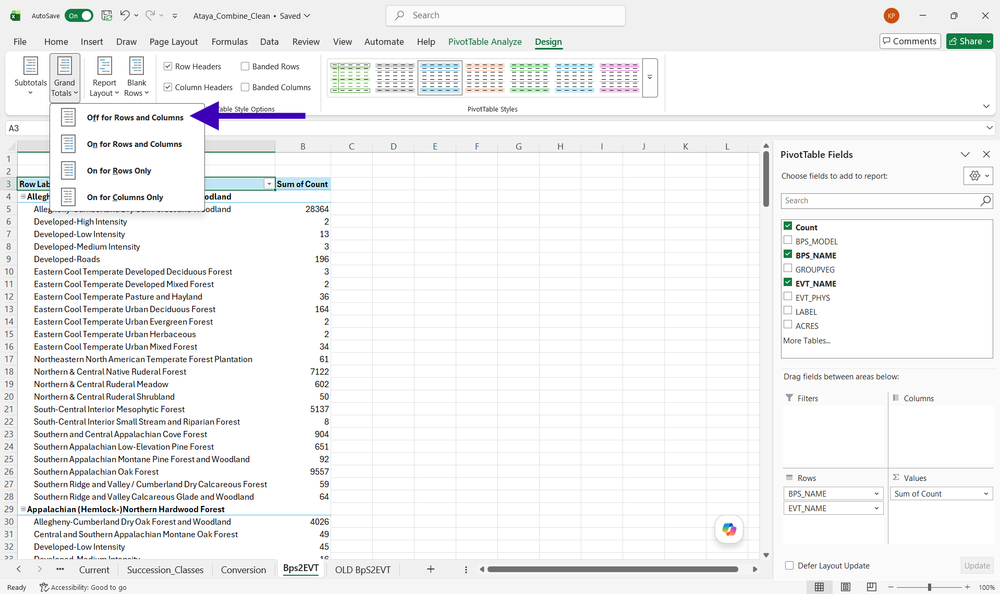 AutoSave On Ataya_Combine_Clean • Saved Search KP
File Home Insert Draw Page Layout Formulas Data Review View Automate Help PivotTable Analyze Design Comments Share
Subtotals Grand Totals Report Layout Blank Rows
Row Headers Banded Rows
Column Headers Banded Columns
Table Style Options PivotTable Styles
Off for Rows and Columns
On for Rows and Columns
On for Rows Only
On for Columns Only
A3
B C D E F G H I J K L
1
2
3 Row Lab Sum of Count
4 Allegh odland
5 Allegheny-Cumberland Dry Oak Forest and Woodland 28364
6 Developed-High Intensity 2
7 Developed-Low Intensity 13
8 Developed-Medium Intensity 3
9 Developed-Roads 196
10 Eastern Cool Temperate Developed Deciduous Forest 3
11 Eastern Cool Temperate Developed Mixed Forest 2
12 Eastern Cool Temperate Pasture and Hayland 36
13 Eastern Cool Temperate Urban Deciduous Forest 164
14 Eastern Cool Temperate Urban Evergreen Forest 2
15 Eastern Cool Temperate Urban Herbaceous 2
16 Eastern Cool Temperate Urban Mixed Forest 34
17 Northeastern North American Temperate Forest Plantation 61
18 Northern & Central Native Ruderal Forest 7122
19 Northern & Central Ruderal Meadow 602
20 Northern & Central Ruderal Shrubland 50
21 South-Central Interior Mesophytic Forest 5137
22 South-Central Interior Small Stream and Riparian Forest 8
23 Southern and Central Appalachian Cove Forest 904
24 Southern Appalachian Low-Elevation Pine Forest 651
25 Southern Appalachian Montane Pine Forest and Woodland 92
26 Southern Appalachian Oak Forest 9557
27 Southern Ridge and Valley / Cumberland Dry Calcareous Forest 59
28 Southern Ridge and Valley Calcareous Glade and Woodland 64
29 Appalachian (Hemlock-)Northern Hardwood Forest
30 Allegheny-Cumberland Dry Oak Forest and Woodland 4026
31 Central and Southern Appalachian Montane Oak Forest 49
32 Developed-Low Intensity 45
33 Developed-Medium Intensity 16
PivotTable Fields
Choose fields to add to report:
Search
Count
BPS_MODEL
BPS_NAME
GROUPVEG
EVT_NAME
EVT_PHYS
LABEL
ACRES
More Tables...
Drag fields between areas below:
Filters Columns
Rows Σ Values
BPS_NAME Sum of Count
EVT_NAME
Defer Layout Update Update
Current Succession_Classes Conversion Bps2EVT OLD BpS2EVT
Ready Accessibility: Good to go 100%